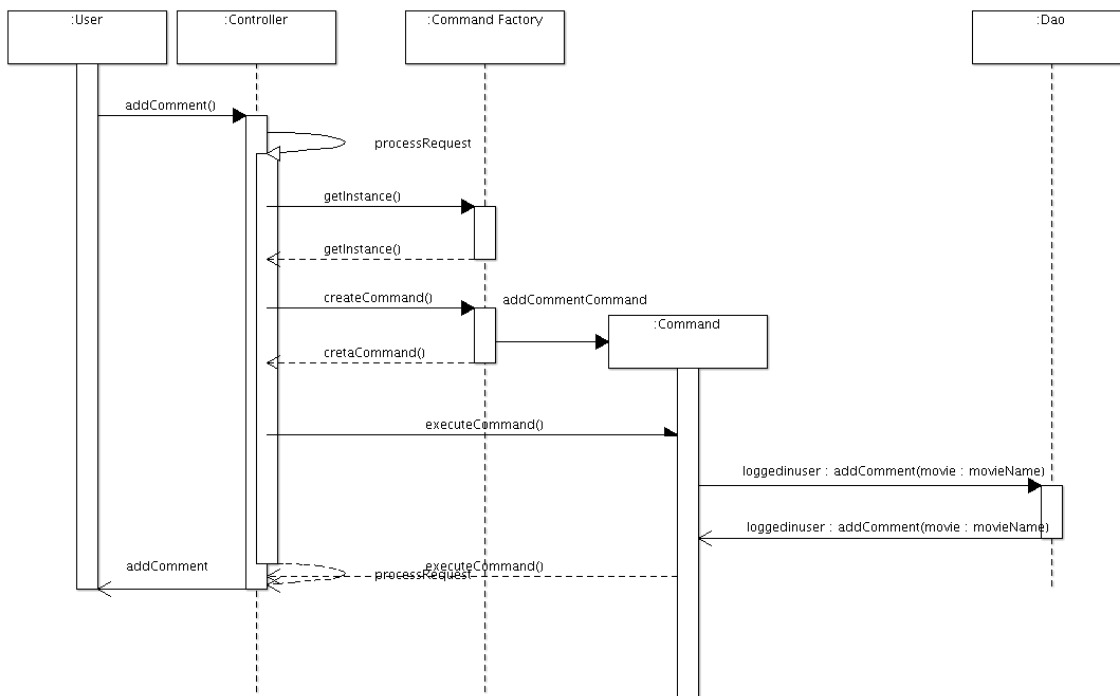 :User
:Controller
:Command Factory
:Dao
addComment()
processRequest
getInstance()
getInstance()
createCommand()
addCommentCommand
:Command
cretaCommand()
executeCommand()
loggedinuser : addComment(movie : movieName)
loggedinuser : addComment(movie : movieName)
addComment
executeCommand()
processRequest